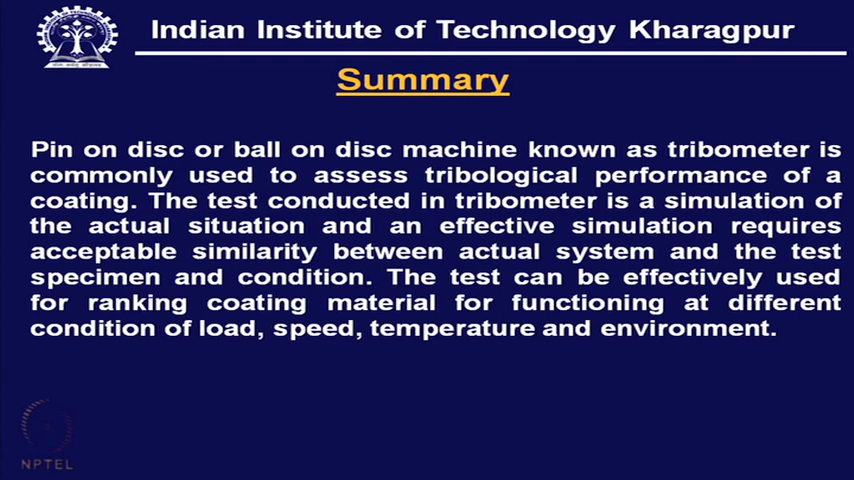 Indian Institute of Technology Kharagpur
Summary
Pin on disc or ball on disc machine known as tribometer is
commonly used to assess tribological performance of a
coating. The test conducted in tribometer is a simulation of
the actual situation and an effective simulation requires
acceptable similarity between actual system and the test
specimen and condition. The test can be effectively used
for ranking coating material for functioning at different
condition of load, speed, temperature and environment.
NPTEL